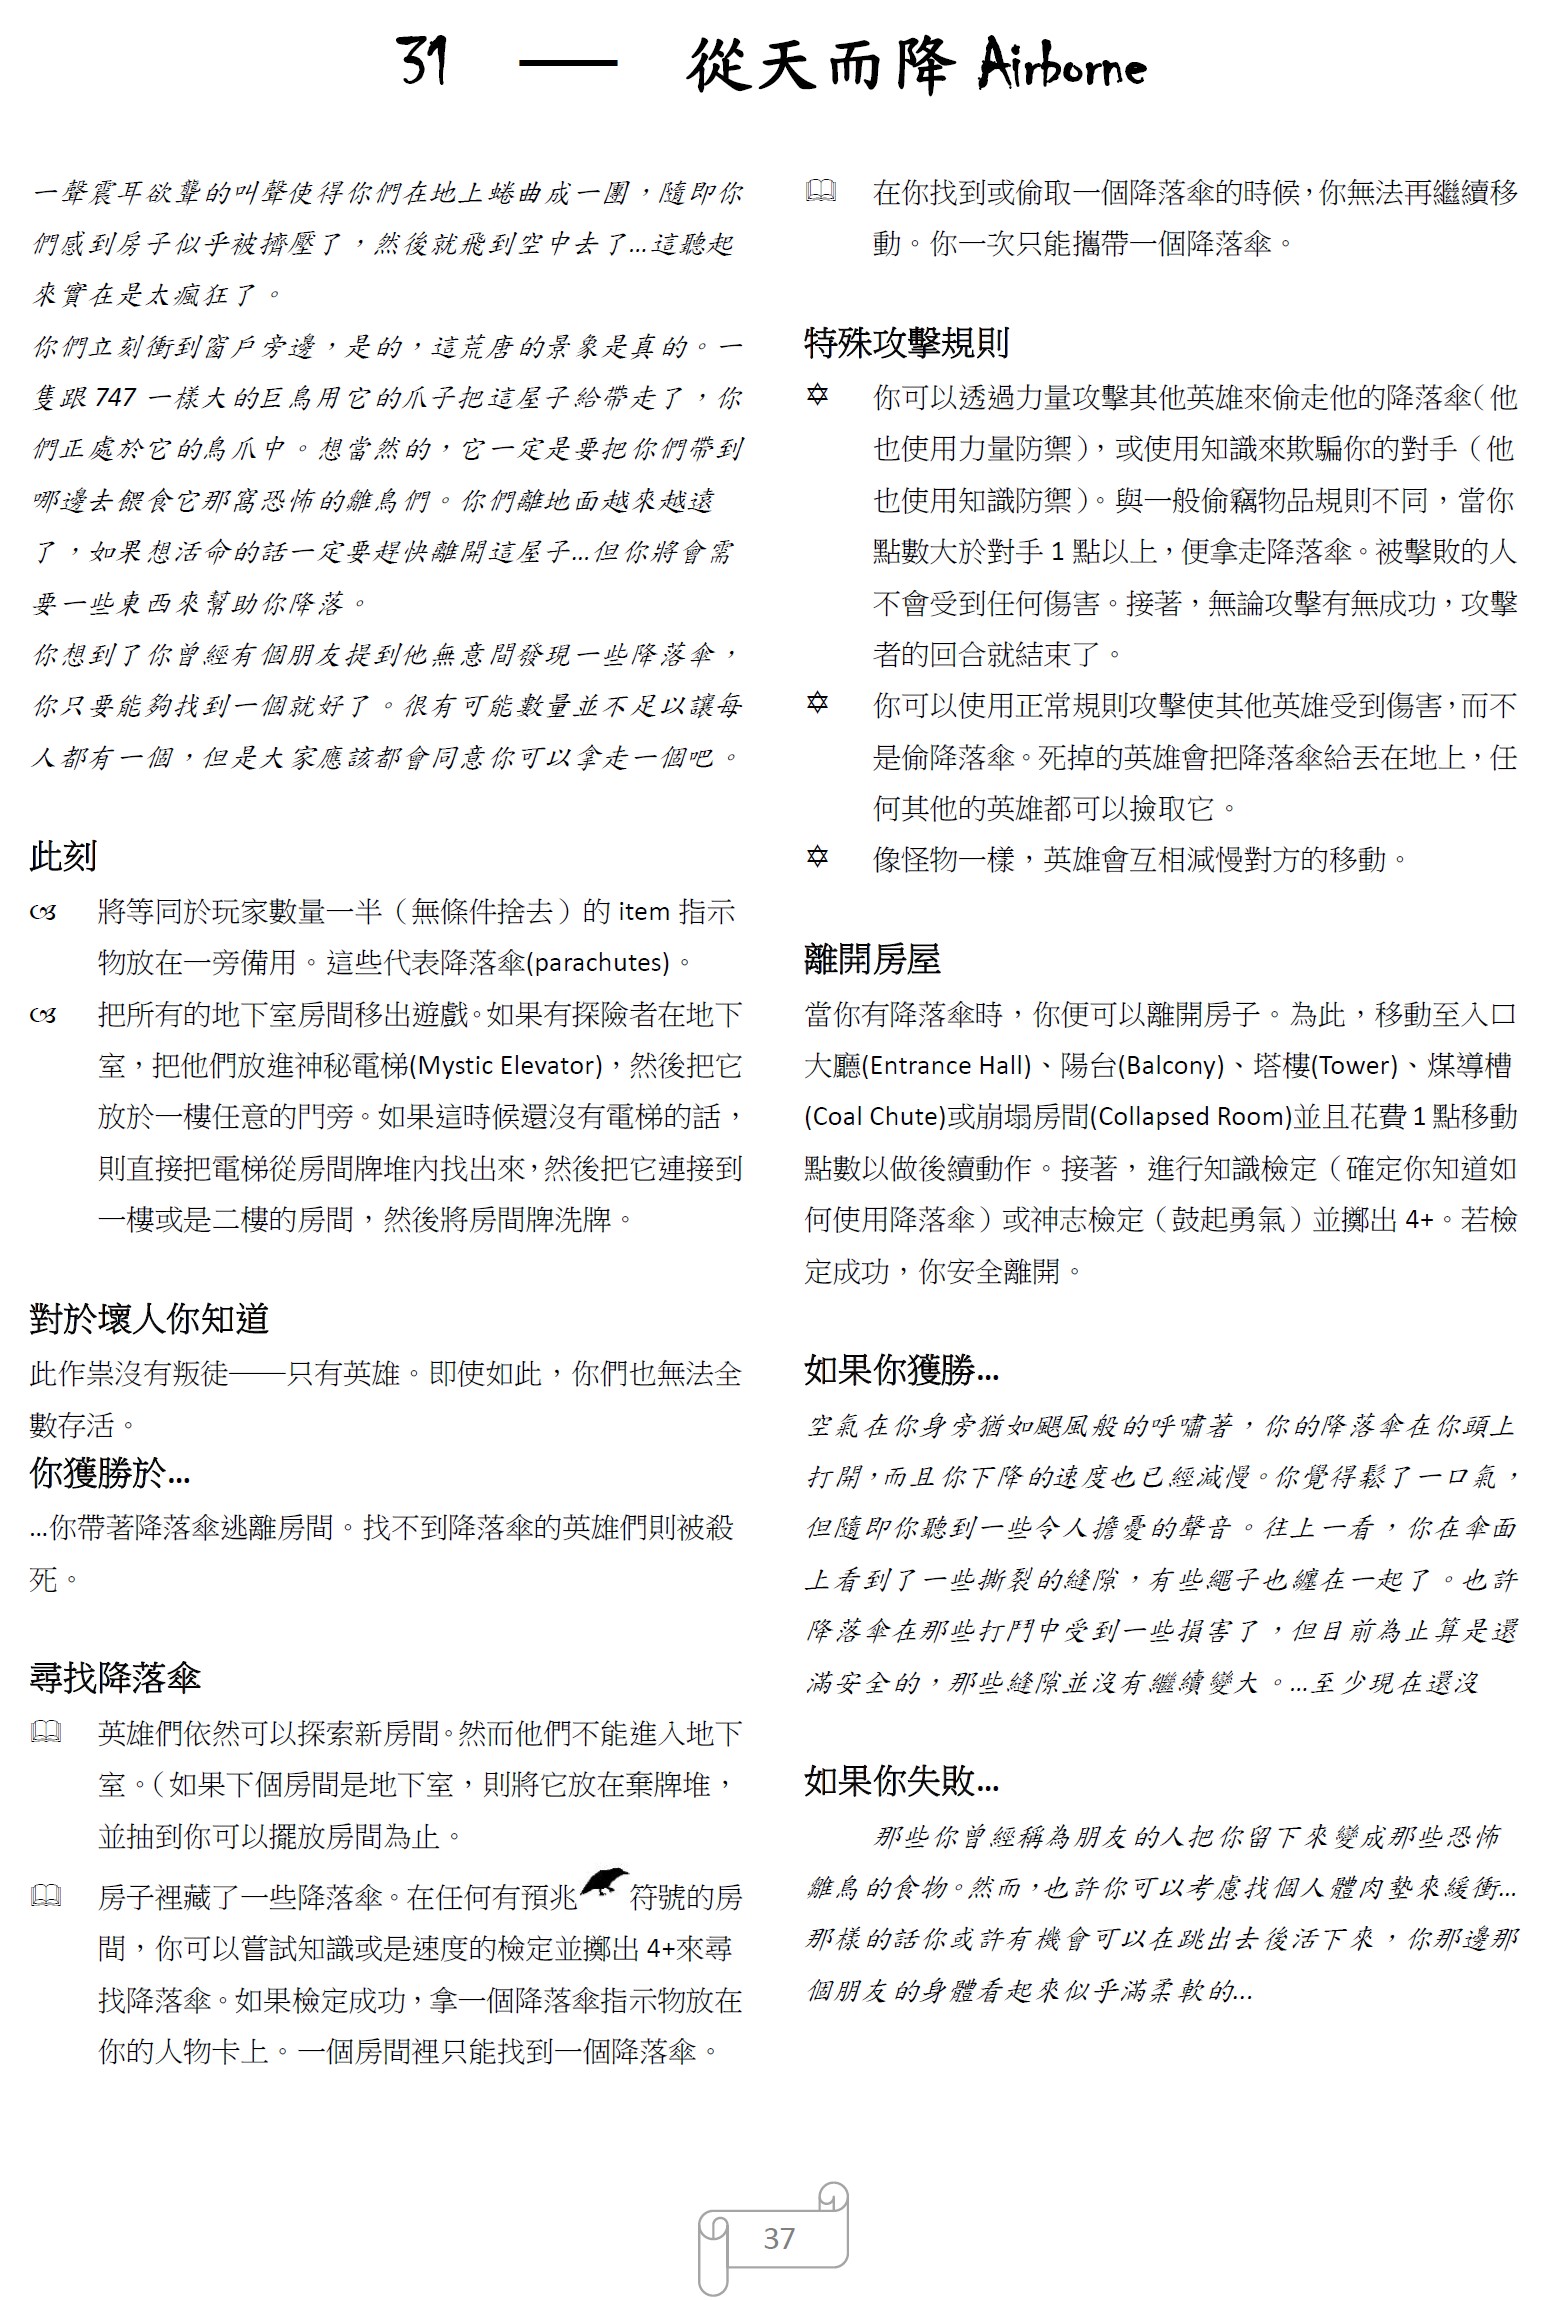 31 — 從天而降 Airborne
一聲震耳欲聾的叫聲使得你們在地上蜷曲成一團，隨即你
們感到房子似乎被擠壓了，然後就飛到空中去了…這聽起
來實在是太瘋狂了。
你們立刻衝到窗戶旁邊，是的，這荒唐的景象是真的。一
隻跟 747 一樣大的巨鳥用它的爪子把這屋子給帶走了，你
們正處於它的鳥爪中。想當然的，它一定是要把你們帶到
哪邊去餵食它那窩恐怖的雛鳥們。你們離地面越來越遠
了，如果想活命的話一定要趕快離開這屋子…但你將會需
要一些東西來幫助你降落。
你想到了你曾經有個朋友提到他無意間發現一些降落傘，
你只要能夠找到一個就好了。很有可能數量並不足以讓每
人都有一個，但是大家應該都會同意你可以拿走一個吧。
此刻
將等同於玩家數量一半（無條件捨去）的 item 指示
物放在一旁備用。這些代表降落傘(parachutes)。
把所有的地下室房間移出遊戲。如果有探險者在地下
室，把他們放進神秘電梯(Mystic Elevator)，然後把它
放於一樓任意的門旁。如果這時候還沒有電梯的話，
則直接把電梯從房間牌堆內找出來，然後把它連接到
一樓或是二樓的房間，然後將房間牌洗牌。
對於壞人你知道
此作祟沒有叛徒——只有英雄。即使如此，你們也無法全
數存活。
你獲勝於…
…你帶著降落傘逃離房間。找不到降落傘的英雄們則被殺
死。
尋找降落傘
英雄們依然可以探索新房間。然而他們不能進入地下
室。（如果下個房間是地下室，則將它放在棄牌堆，
並抽到你可以擺放房間為止。
房子裡藏了一些降落傘。在任何有預兆符號的房
間，你可以嘗試知識或是速度的檢定並擲出 4+來尋
找降落傘。如果檢定成功，拿一個降落傘指示物放在
你的人物卡上。一個房間裡只能找到一個降落傘。
在你找到或偷取一個降落傘的時候，你無法再繼續移
動。你一次只能攜帶一個降落傘。
特殊攻擊規則
你可以透過力量攻擊其他英雄來偷走他的降落傘（他
也使用力量防禦），或使用知識來欺騙你的對手（他
也使用知識防禦）。與一般偷竊物品規則不同，當你
點數大於對手 1 點以上，便拿走降落傘。被擊敗的人
不會受到任何傷害。接著，無論攻擊有無成功，攻擊
者的回合就結束了。
你可以使用正常規則攻擊使其他英雄受到傷害，而不
是偷降落傘。死掉的英雄會把降落傘給丟在地上，任
何其他的英雄都可以撿取它。
像怪物一樣，英雄會互相減慢對方的移動。
離開房屋
當你有降落傘時，你便可以離開房子。為此，移動至入口
大廳(Entrance Hall)、陽台(Balcony)、塔樓(Tower)、煤導槽
(Coal Chute)或崩塌房間(Collapsed Room)並且花費 1 點移動
點數以做後續動作。接著，進行知識檢定（確定你知道如
何使用降落傘）或神志檢定（鼓起勇氣）並擲出 4+。若檢
定成功，你安全離開。
如果你獲勝…
空氣在你身旁猶如颶風般的呼嘯著，你的降落傘在你頭上
打開，而且你下降的速度也已經減慢。你覺得鬆了一口氣，
但隨即你聽到一些令人擔憂的聲音。往上一看，你在傘面
上看到了一些撕裂的縫隙，有些繩子也纏在一起了。也許
降落傘在那些打鬥中受到一些損害了，但目前為止算是還
滿安全的，那些縫隙並沒有繼續變大。…至少現在還沒
如果你失敗…
那些你曾經稱為朋友的人把你留下來變成那些恐怖
雛鳥的食物。然而，也許你可以考慮找個人體肉墊來緩衝…
那樣的話你或許有機會可以在跳出去後活下來，你那邊那
個朋友的身體看起來似乎滿柔軟的…
37